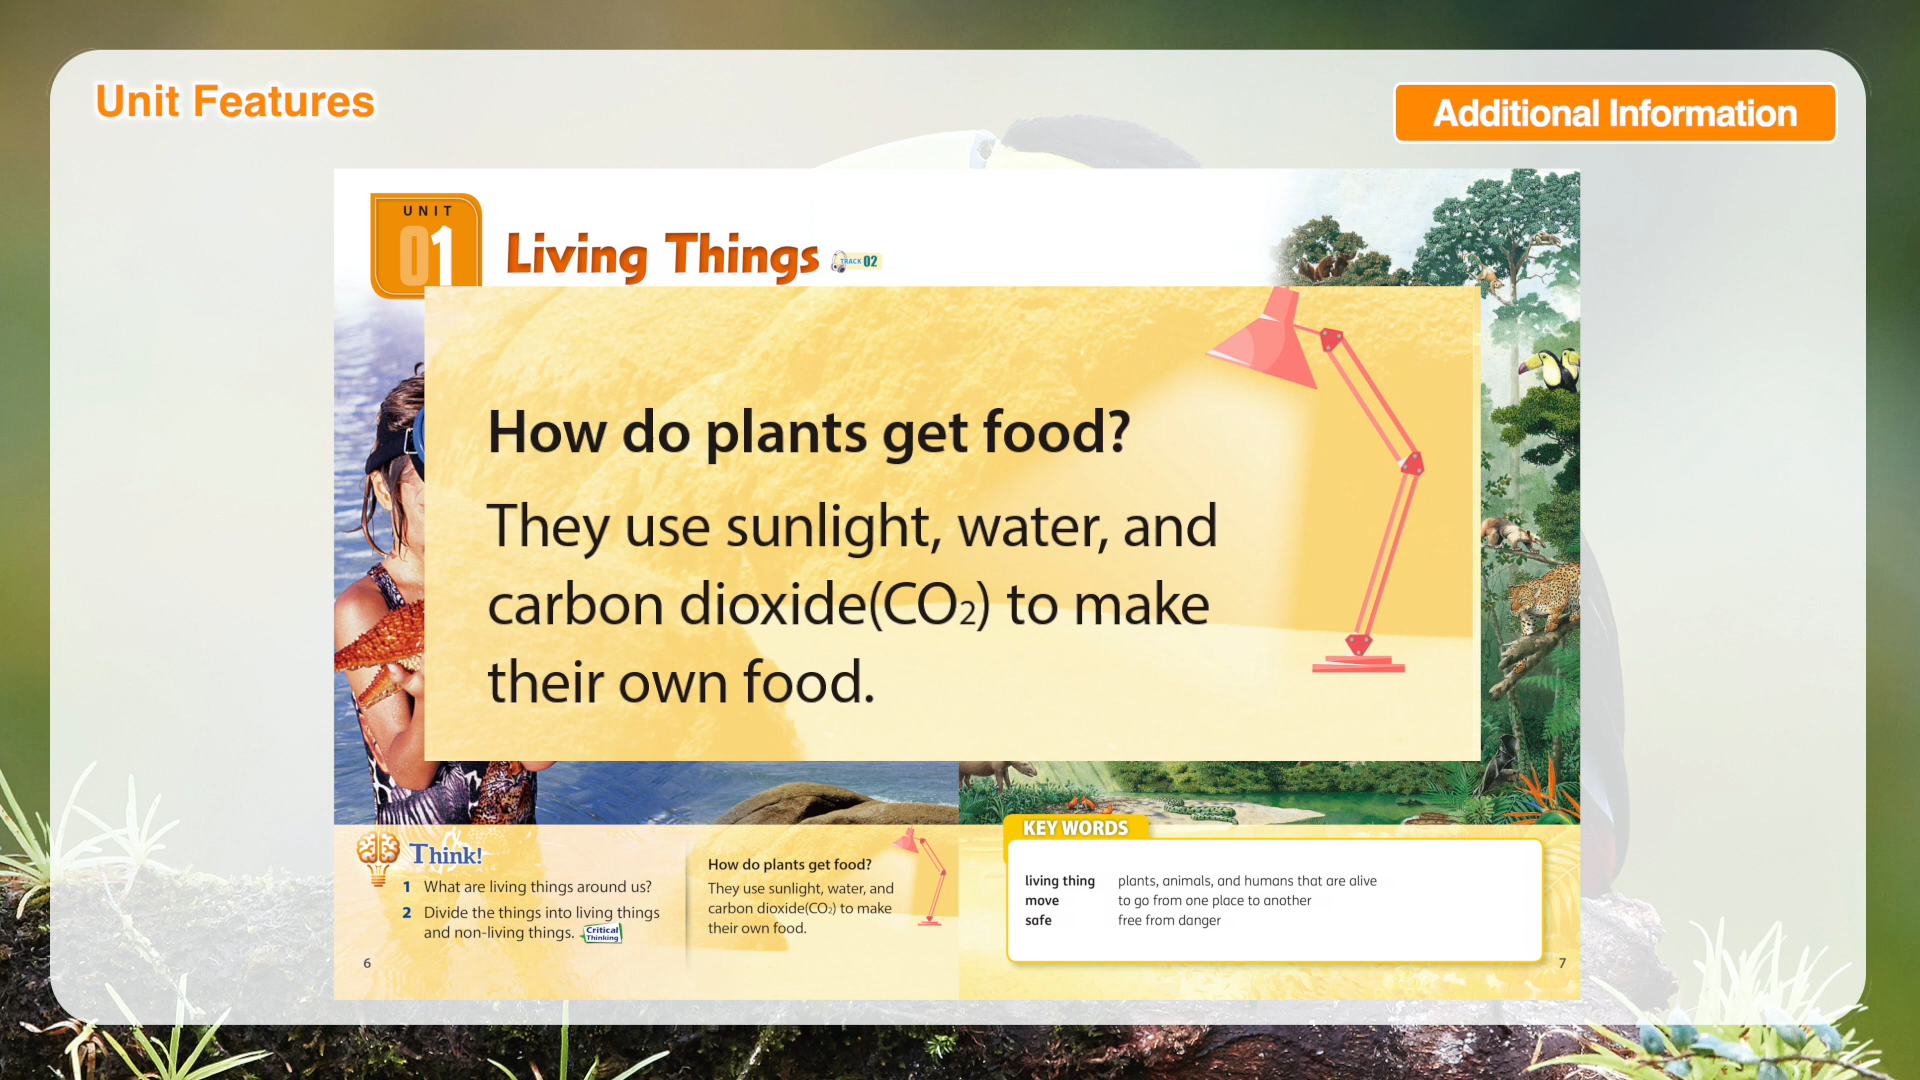 Unit Features
Additional Information
UNIT
01
Living Things
TRACK 02
How do plants get food?
They use sunlight, water, and
carbon dioxide(CO₂) to make
their own food.
Think!
1 What are living things around us?
2 Divide the things into living things
and non-living things. Critical
Thinking
6
How do plants get food?
They use sunlight, water, and
carbon dioxide(CO₂) to make
their own food.
KEY WORDS
living thing plants, animals, and humans that are alive
move to go from one place to another
safe free from danger
7